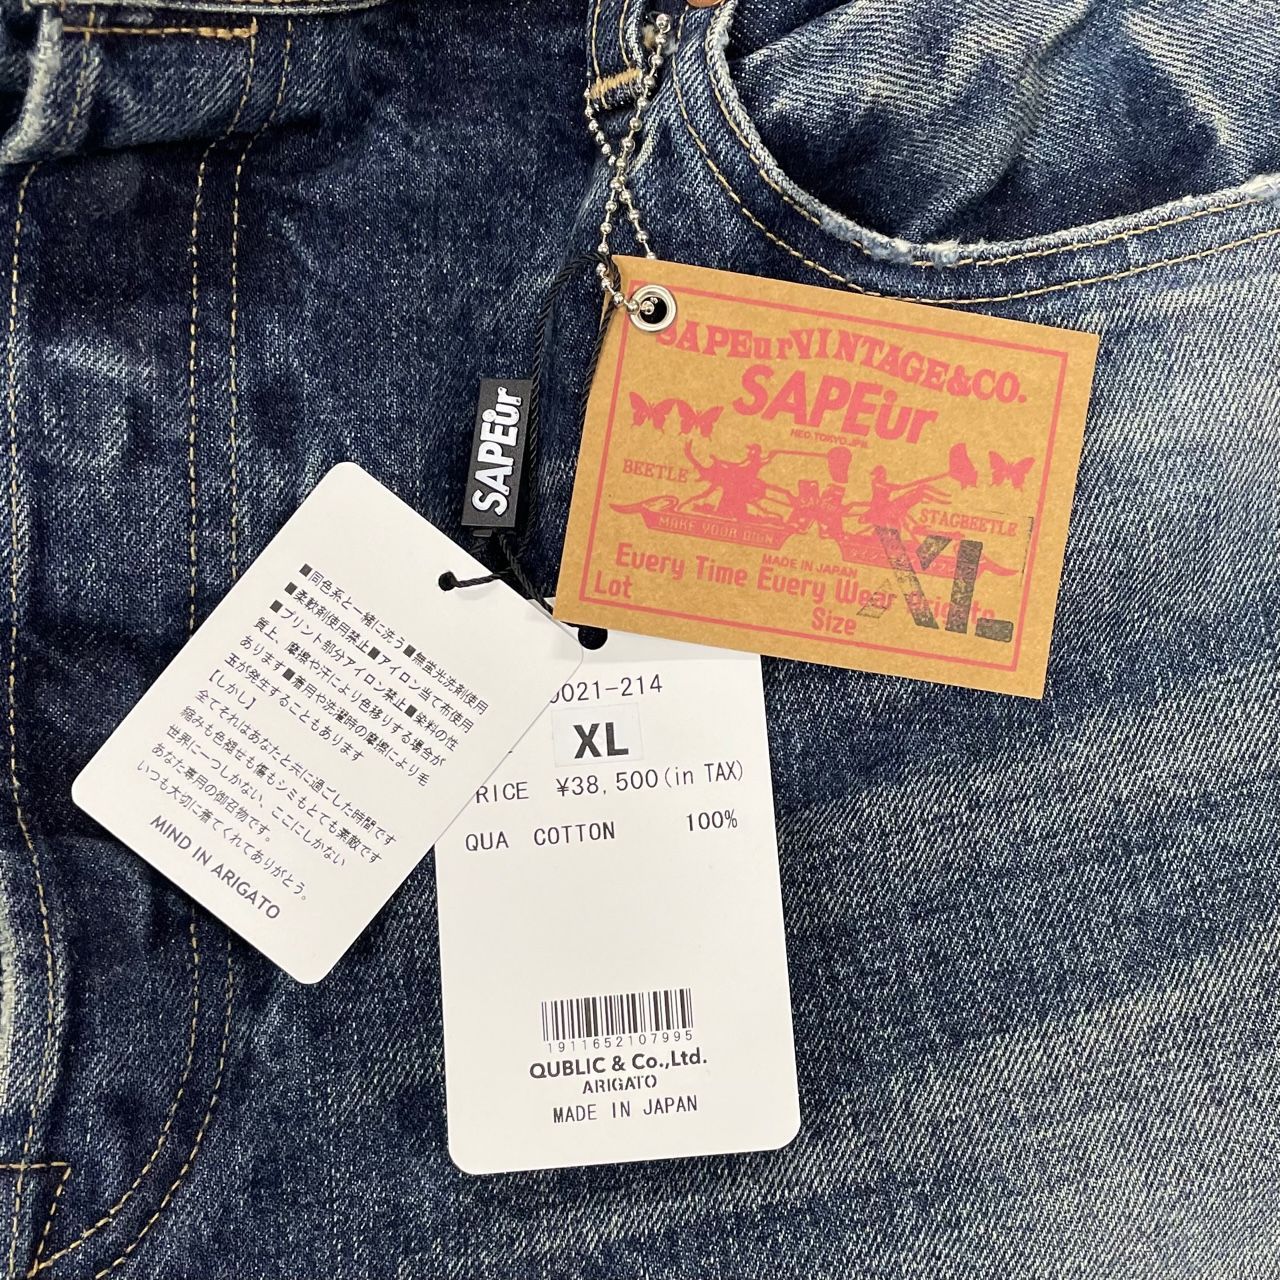 SAPEurVINTAGE&CO.
SAPEur
NEO.TOKYO.JPN.
BEETLE
STAGBEETLE
MAKE YOUR OWN
MADE IN JAPAN
Every Time Every Wear Arigato
Lot
Size
XL
SAPEur
■同色系と一緒に洗う■無蛍光洗剤使用
■柔軟剤使用禁止■アイロン当て布使用
■プリント部分アイロン禁止■染料の性
質上、摩擦や汗により色移りする場合が
あります■着用や洗濯時の摩擦により毛
玉が発生することもあります
【しかし】
全てそれはあなたと共に過ごした時間です
縮みも色褪せも傷もシミもとても素敵です
世界に一つしかない、ここにしかない
あなた専用の御召物です。
いつも大切に着てくれてありがとう。
MIND IN ARIGATO
0021-214
XL
RICE ¥38,500(in TAX)
QUA COTTON 100%
1911652107995
QUBLIC & Co.,Ltd.
ARIGATO
MADE IN JAPAN